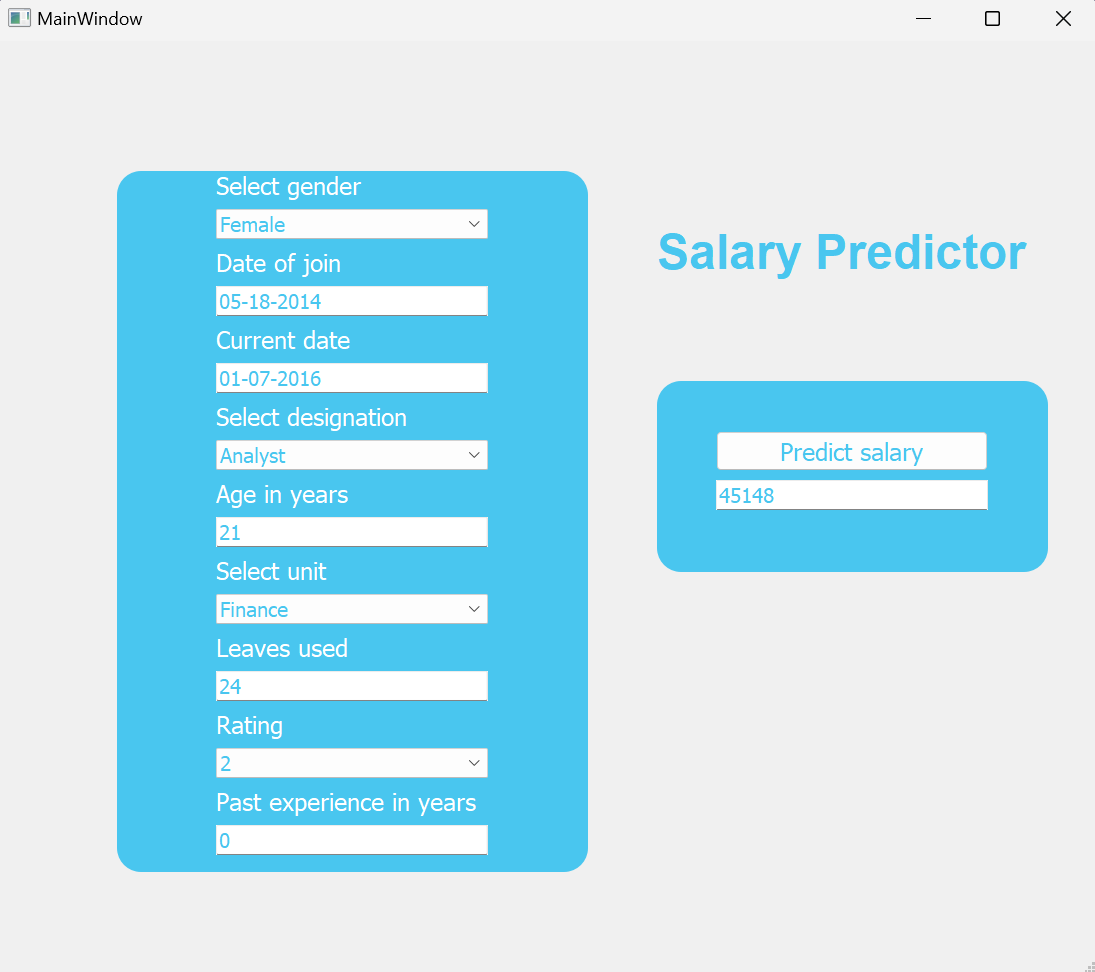 MainWindow
Select gender
Female
Date of join
05-18-2014
Current date
01-07-2016
Select designation
Analyst
Age in years
21
Select unit
Finance
Leaves used
24
Rating
2
Past experience in years
0
Salary Predictor
Predict salary
45148